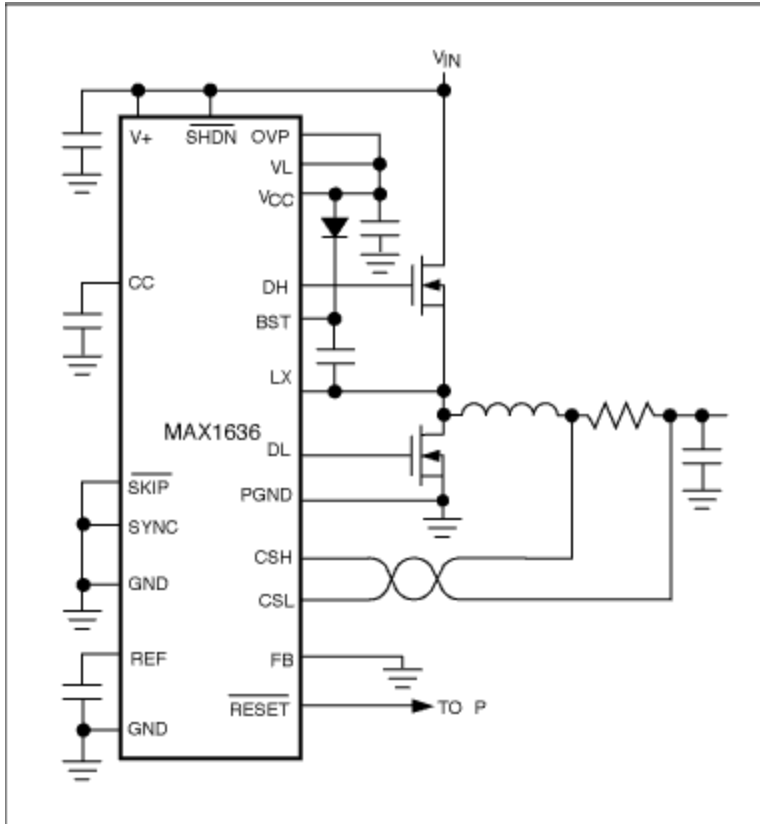 VIN
V+
SHDN
OVP
VL
VCC
CC
DH
BST
LX
MAX1636
DL
SKIP
PGND
SYNC
CSH
GND
CSL
REF
FB
RESET
TO P
GND